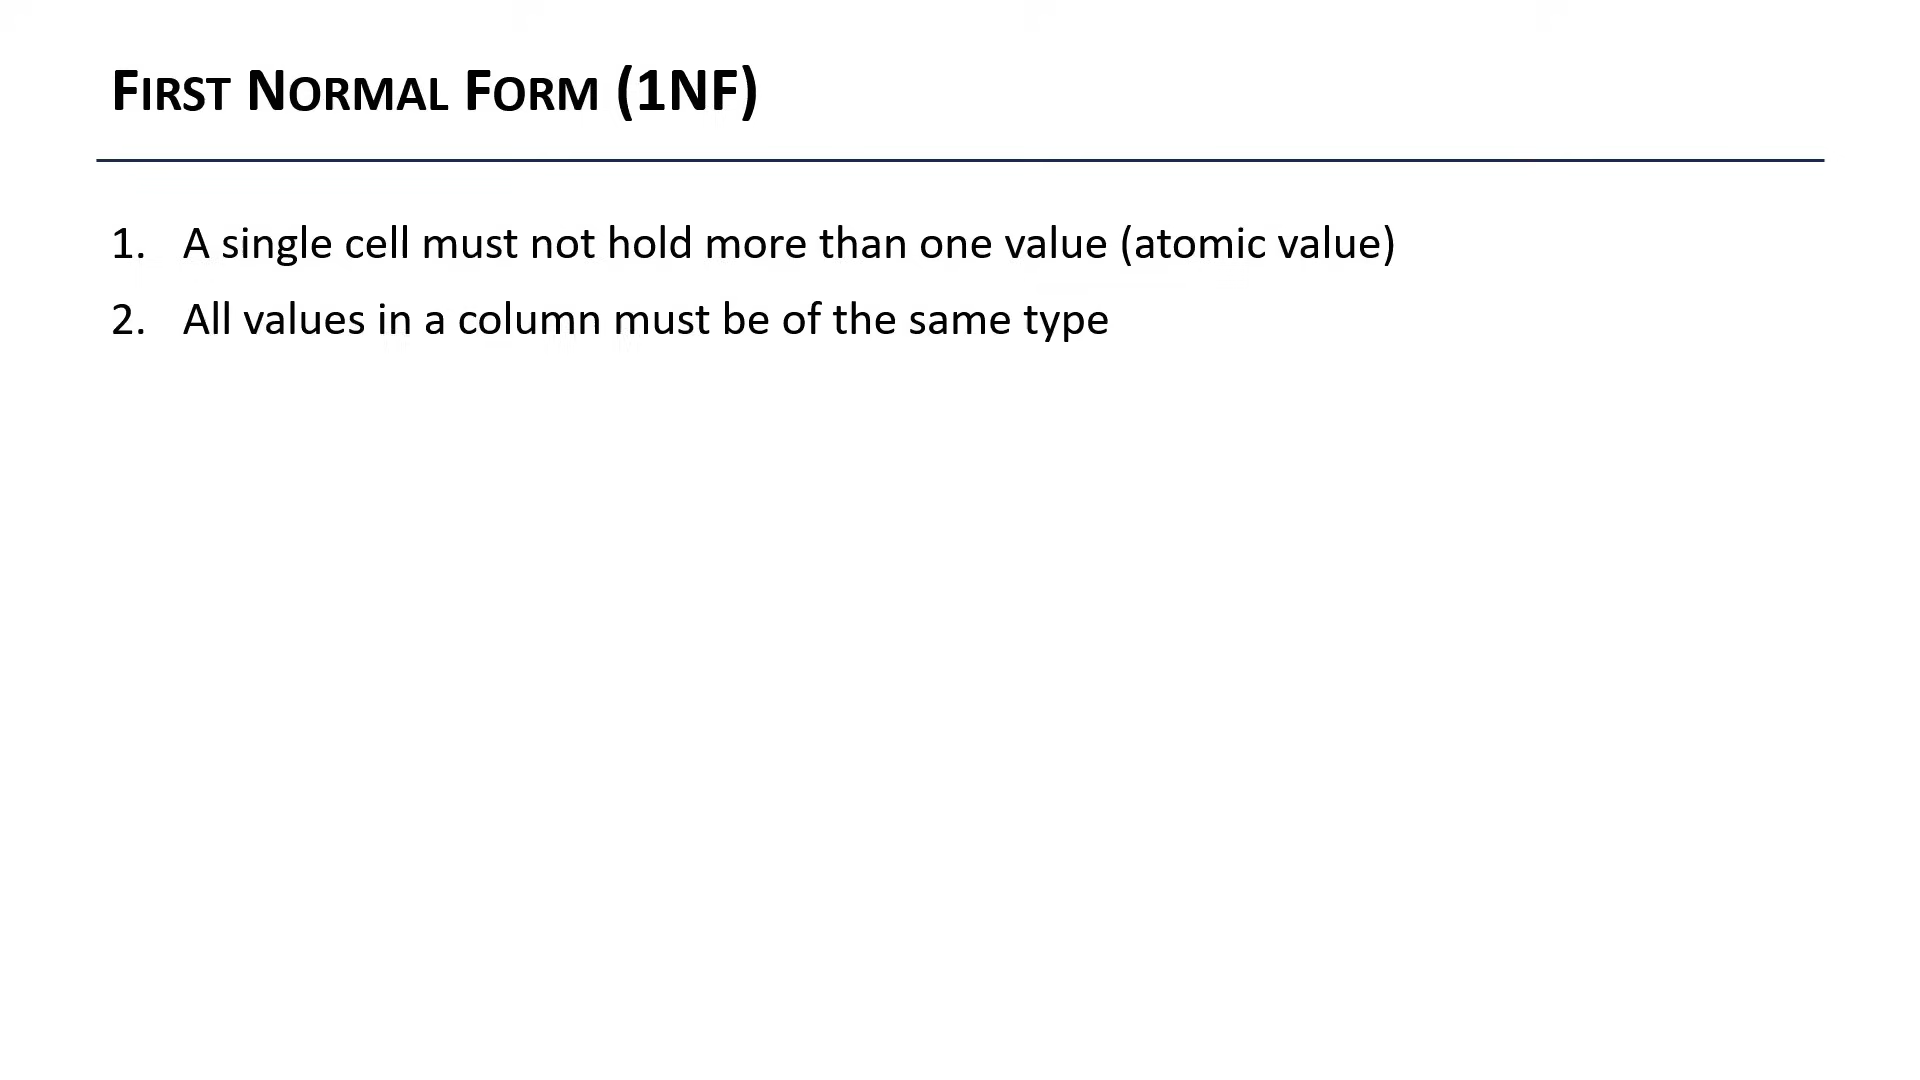 First Normal Form (1NF)
1. A single cell must not hold more than one value (atomic value)
2. All values in a column must be of the same type